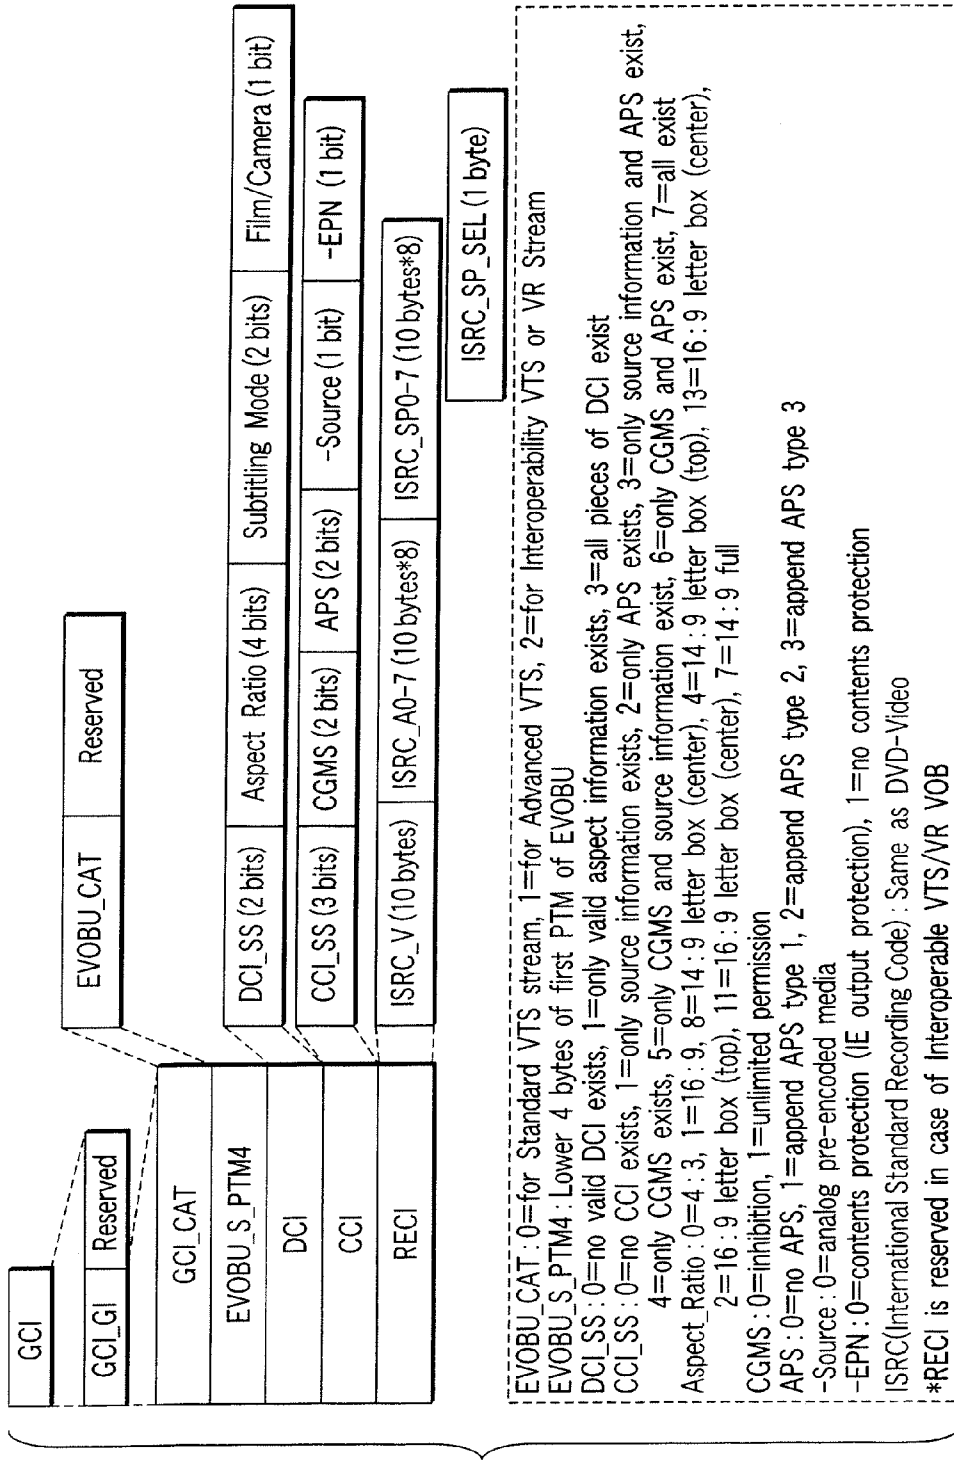 GCI
GCI_GI Reserved
GCI_CAT
EVOBU_S_PTM4
DCI
CCI
RECI
EVOBU_CAT Reserved
DCI_SS (2 bits) Aspect Ratio (4 bits) Subtitling Mode (2 bits) Film/Camera (1 bit)
CCI_SS (3 bits) CGMS (2 bits) APS (2 bits) -Source (1 bit) -EPN (1 bit)
ISRC_V (10 bytes) ISRC_A0-7 (10 bytes*8) ISRC_SP0-7 (10 bytes*8)
ISRC_SP_SEL (1 byte)
EVOBU_CAT : 0=for Standard VTS stream, 1=for Advanced VTS, 2=for Interoperability VTS or VR Stream
EVOBU_S_PTM4 : Lower 4 bytes of first PTM of EVOBU
DCI_SS : 0=no valid DCI exists, 1=only valid aspect information exists, 3=all pieces of DCI exist
CCI_SS : 0=no CCI exists, 1=only source information exists, 2=only APS exists, 3=only source information and APS exist,
4=only CGMS exists, 5=only CGMS and source information exist, 6=only CGMS and APS exist, 7=all exist
Aspect_Ratio : 0=4 : 3, 1=16 : 9, 8=14 : 9 letter box (center), 4=14 : 9 letter box (top), 13=16 : 9 letter box (center),
2=16 : 9 letter box (top), 11=16 : 9 letter box (center), 7=14 : 9 full
CGMS : 0=inhibition, 1=unlimited permission
APS : 0=no APS, 1=append APS type 1, 2=append APS type 2, 3=append APS type 3
-Source : 0=analog pre-encoded media
-EPN : 0=contents protection (IE output protection), 1=no contents protection
ISRC(International Standard Recording Code) : Same as DVD-Video
*RECI is reserved in case of Interoperable VTS/VR VOB